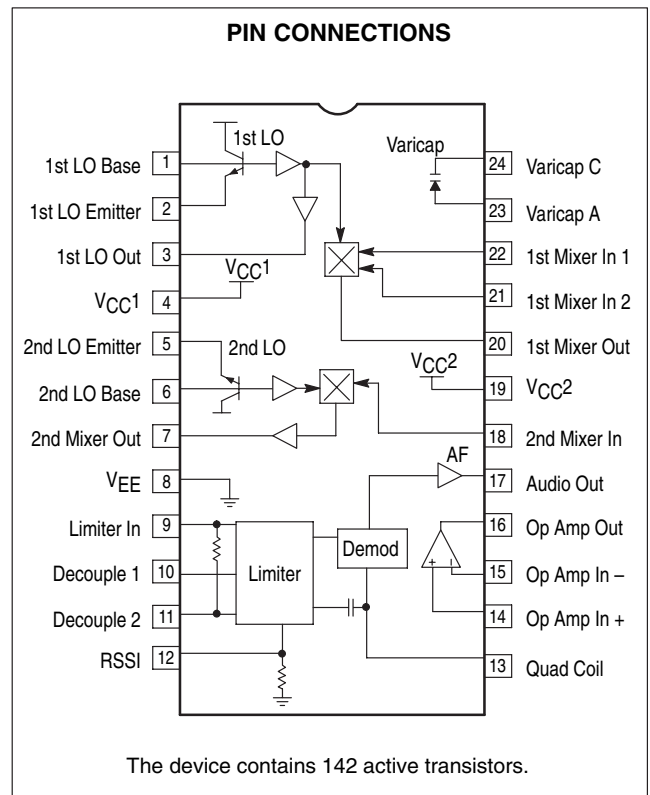 PIN CONNECTIONS
1st LO
Varicap
1st LO Base 1
24 Varicap C
1st LO Emitter 2
23 Varicap A
1st LO Out 3
22 1st Mixer In 1
VCC1
VCC1 4
21 1st Mixer In 2
2nd LO Emitter 5
20 1st Mixer Out
2nd LO
VCC2
2nd LO Base 6
19 VCC2
2nd Mixer Out 7
18 2nd Mixer In
AF
VEE 8
17 Audio Out
Limiter In 9
16 Op Amp Out
Demod
Limiter
Decouple 1 10
15 Op Amp In –
+ –
Decouple 2 11
14 Op Amp In +
RSSI 12
13 Quad Coil
The device contains 142 active transistors.